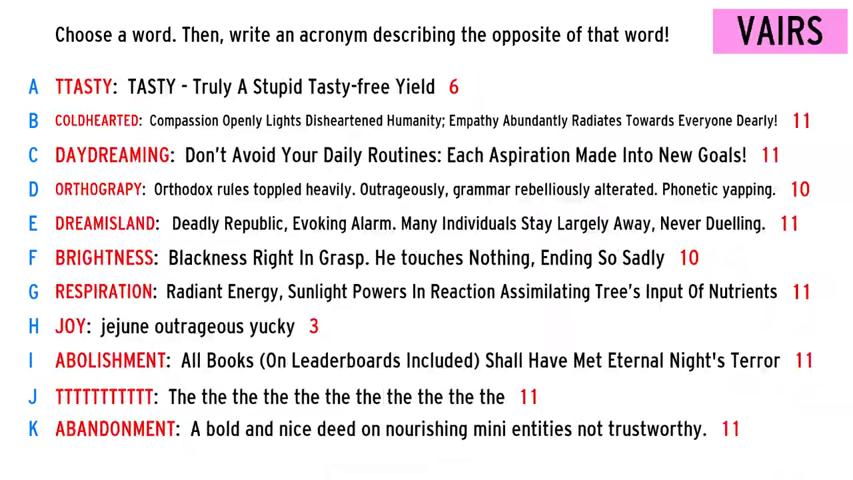 Choose a word. Then, write an acronym describing the opposite of that word!
VAIRS
A TTASTY: TASTY - Truly A Stupid Tasty-free Yield 6
B COLDHEARTED: Compassion Openly Lights Disheartened Humanity; Empathy Abundantly Radiates Towards Everyone Dearly! 11
C DAYDREAMING: Don't Avoid Your Daily Routines: Each Aspiration Made Into New Goals! 11
D ORTHOGRAPY: Orthodox rules toppled heavily. Outrageously, grammar rebelliously alterated. Phonetic yapping. 10
E DREAMISLAND: Deadly Republic, Evoking Alarm. Many Individuals Stay Largely Away, Never Duelling. 11
F BRIGHTNESS: Blackness Right In Grasp. He touches Nothing, Ending So Sadly 10
G RESPIRATION: Radiant Energy, Sunlight Powers In Reaction Assimilating Tree's Input Of Nutrients 11
H JOY: jejune outrageous yucky 3
I ABOLISHMENT: All Books (On Leaderboards Included) Shall Have Met Eternal Night's Terror 11
J TTTTTTTTTTT: The the the the the the the the the the the 11
K ABANDONMENT: A bold and nice deed on nourishing mini entities not trustworthy. 11